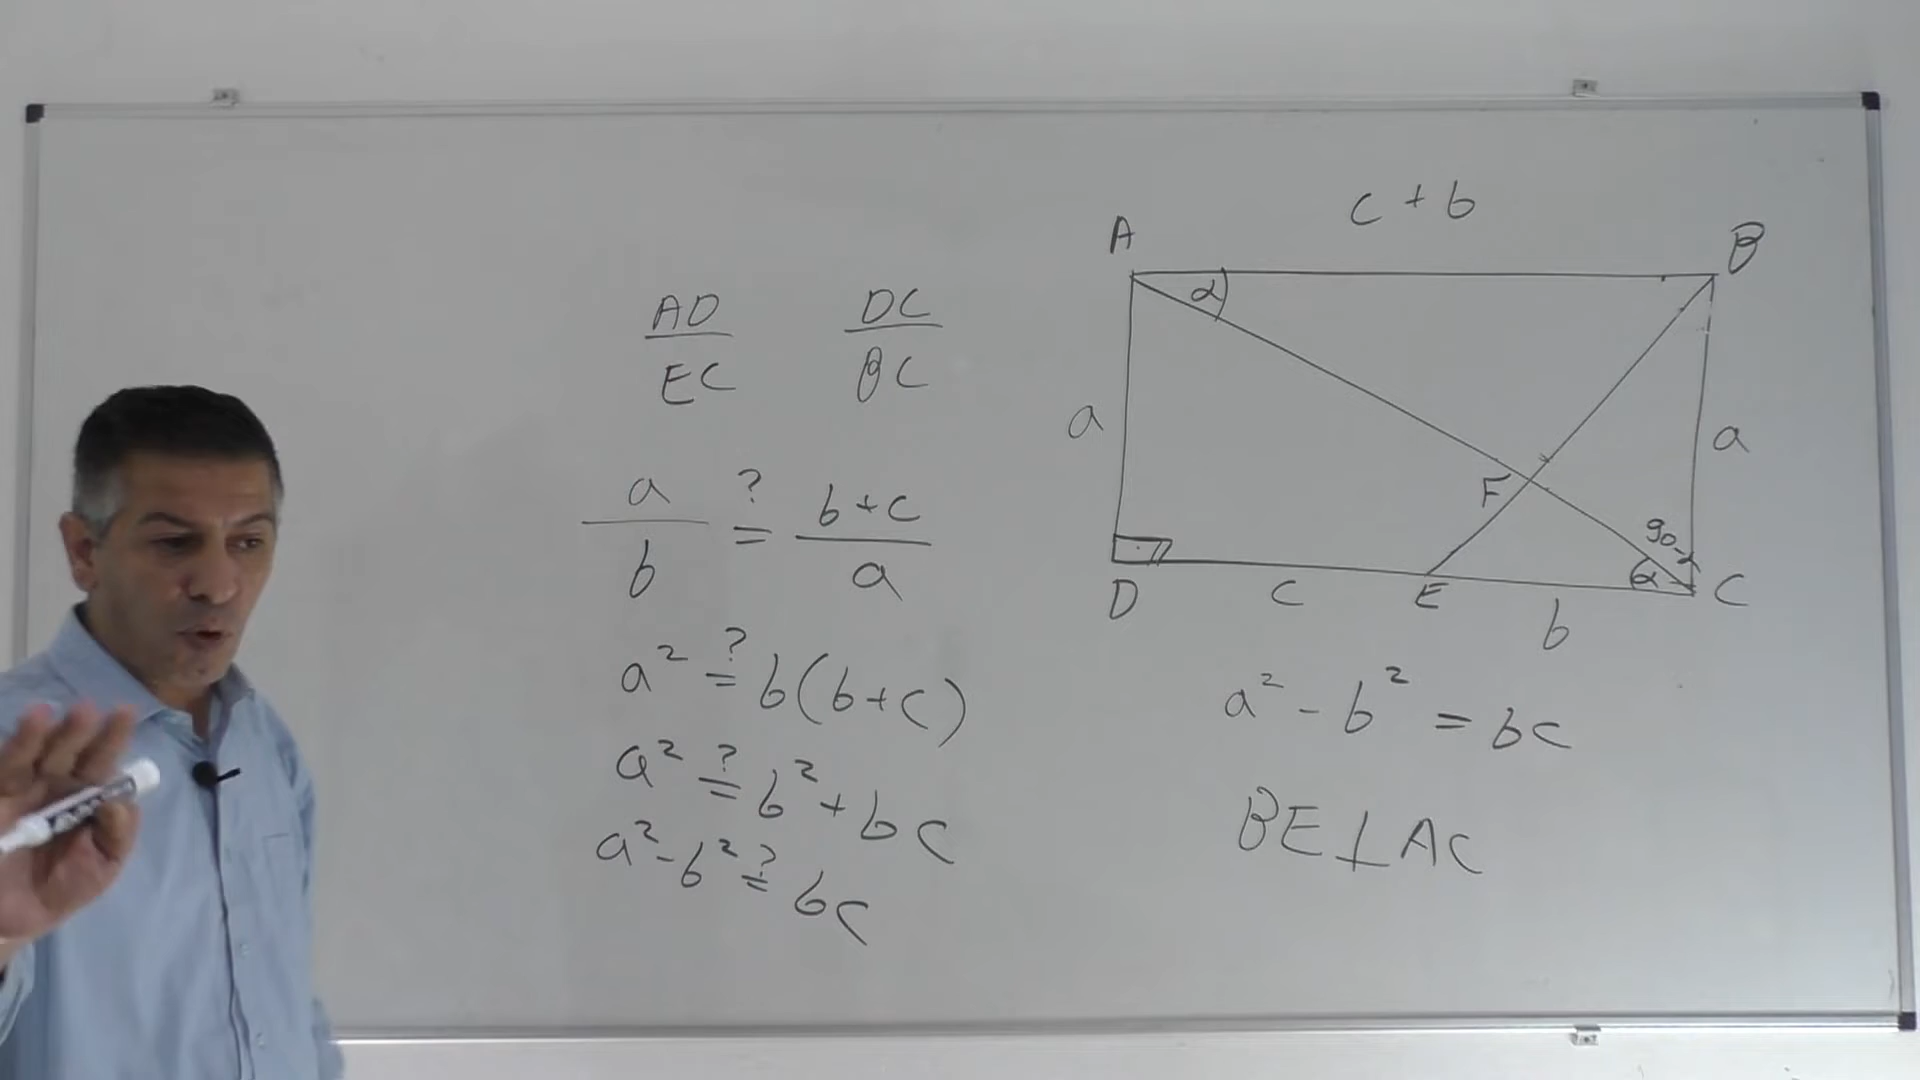 AD DC
EC BC
a ? b+c
=
b a
a² ?= b(b+c)
a² ?= b² + bc
a² - b² ?= bc
c + b
A B
α
a a
F
90-α
α
D c E C
b
a² - b² = bc
BE⊥AC